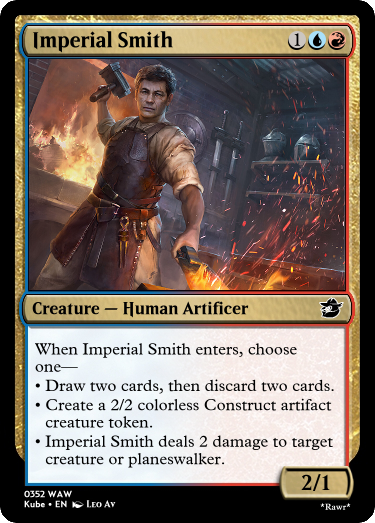 Imperial Smith 1
Creature — Human Artificer
When Imperial Smith enters, choose
one—
• Draw two cards, then discard two cards.
• Create a 2/2 colorless Construct artifact
creature token.
• Imperial Smith deals 2 damage to target
creature or planeswalker.
2/1
0352 WAW
Kube • EN Leo Av
*Rawr*